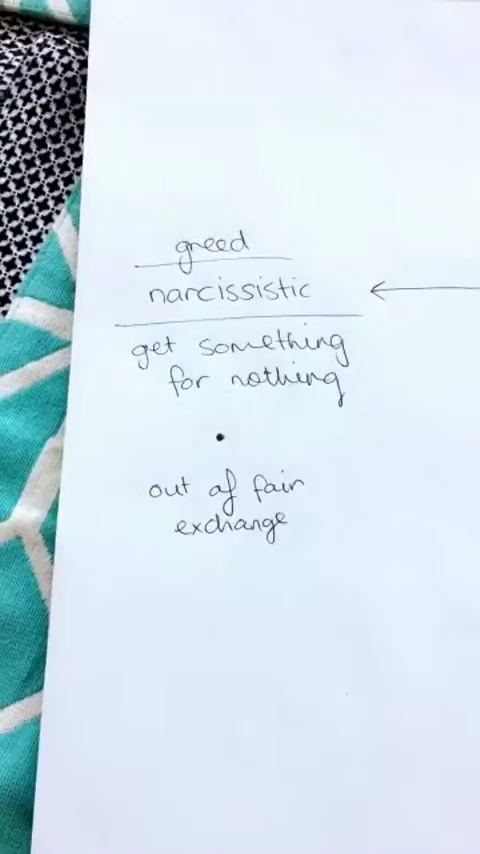 greed
narcissistic
get something
for nothing
out of fair
exchange